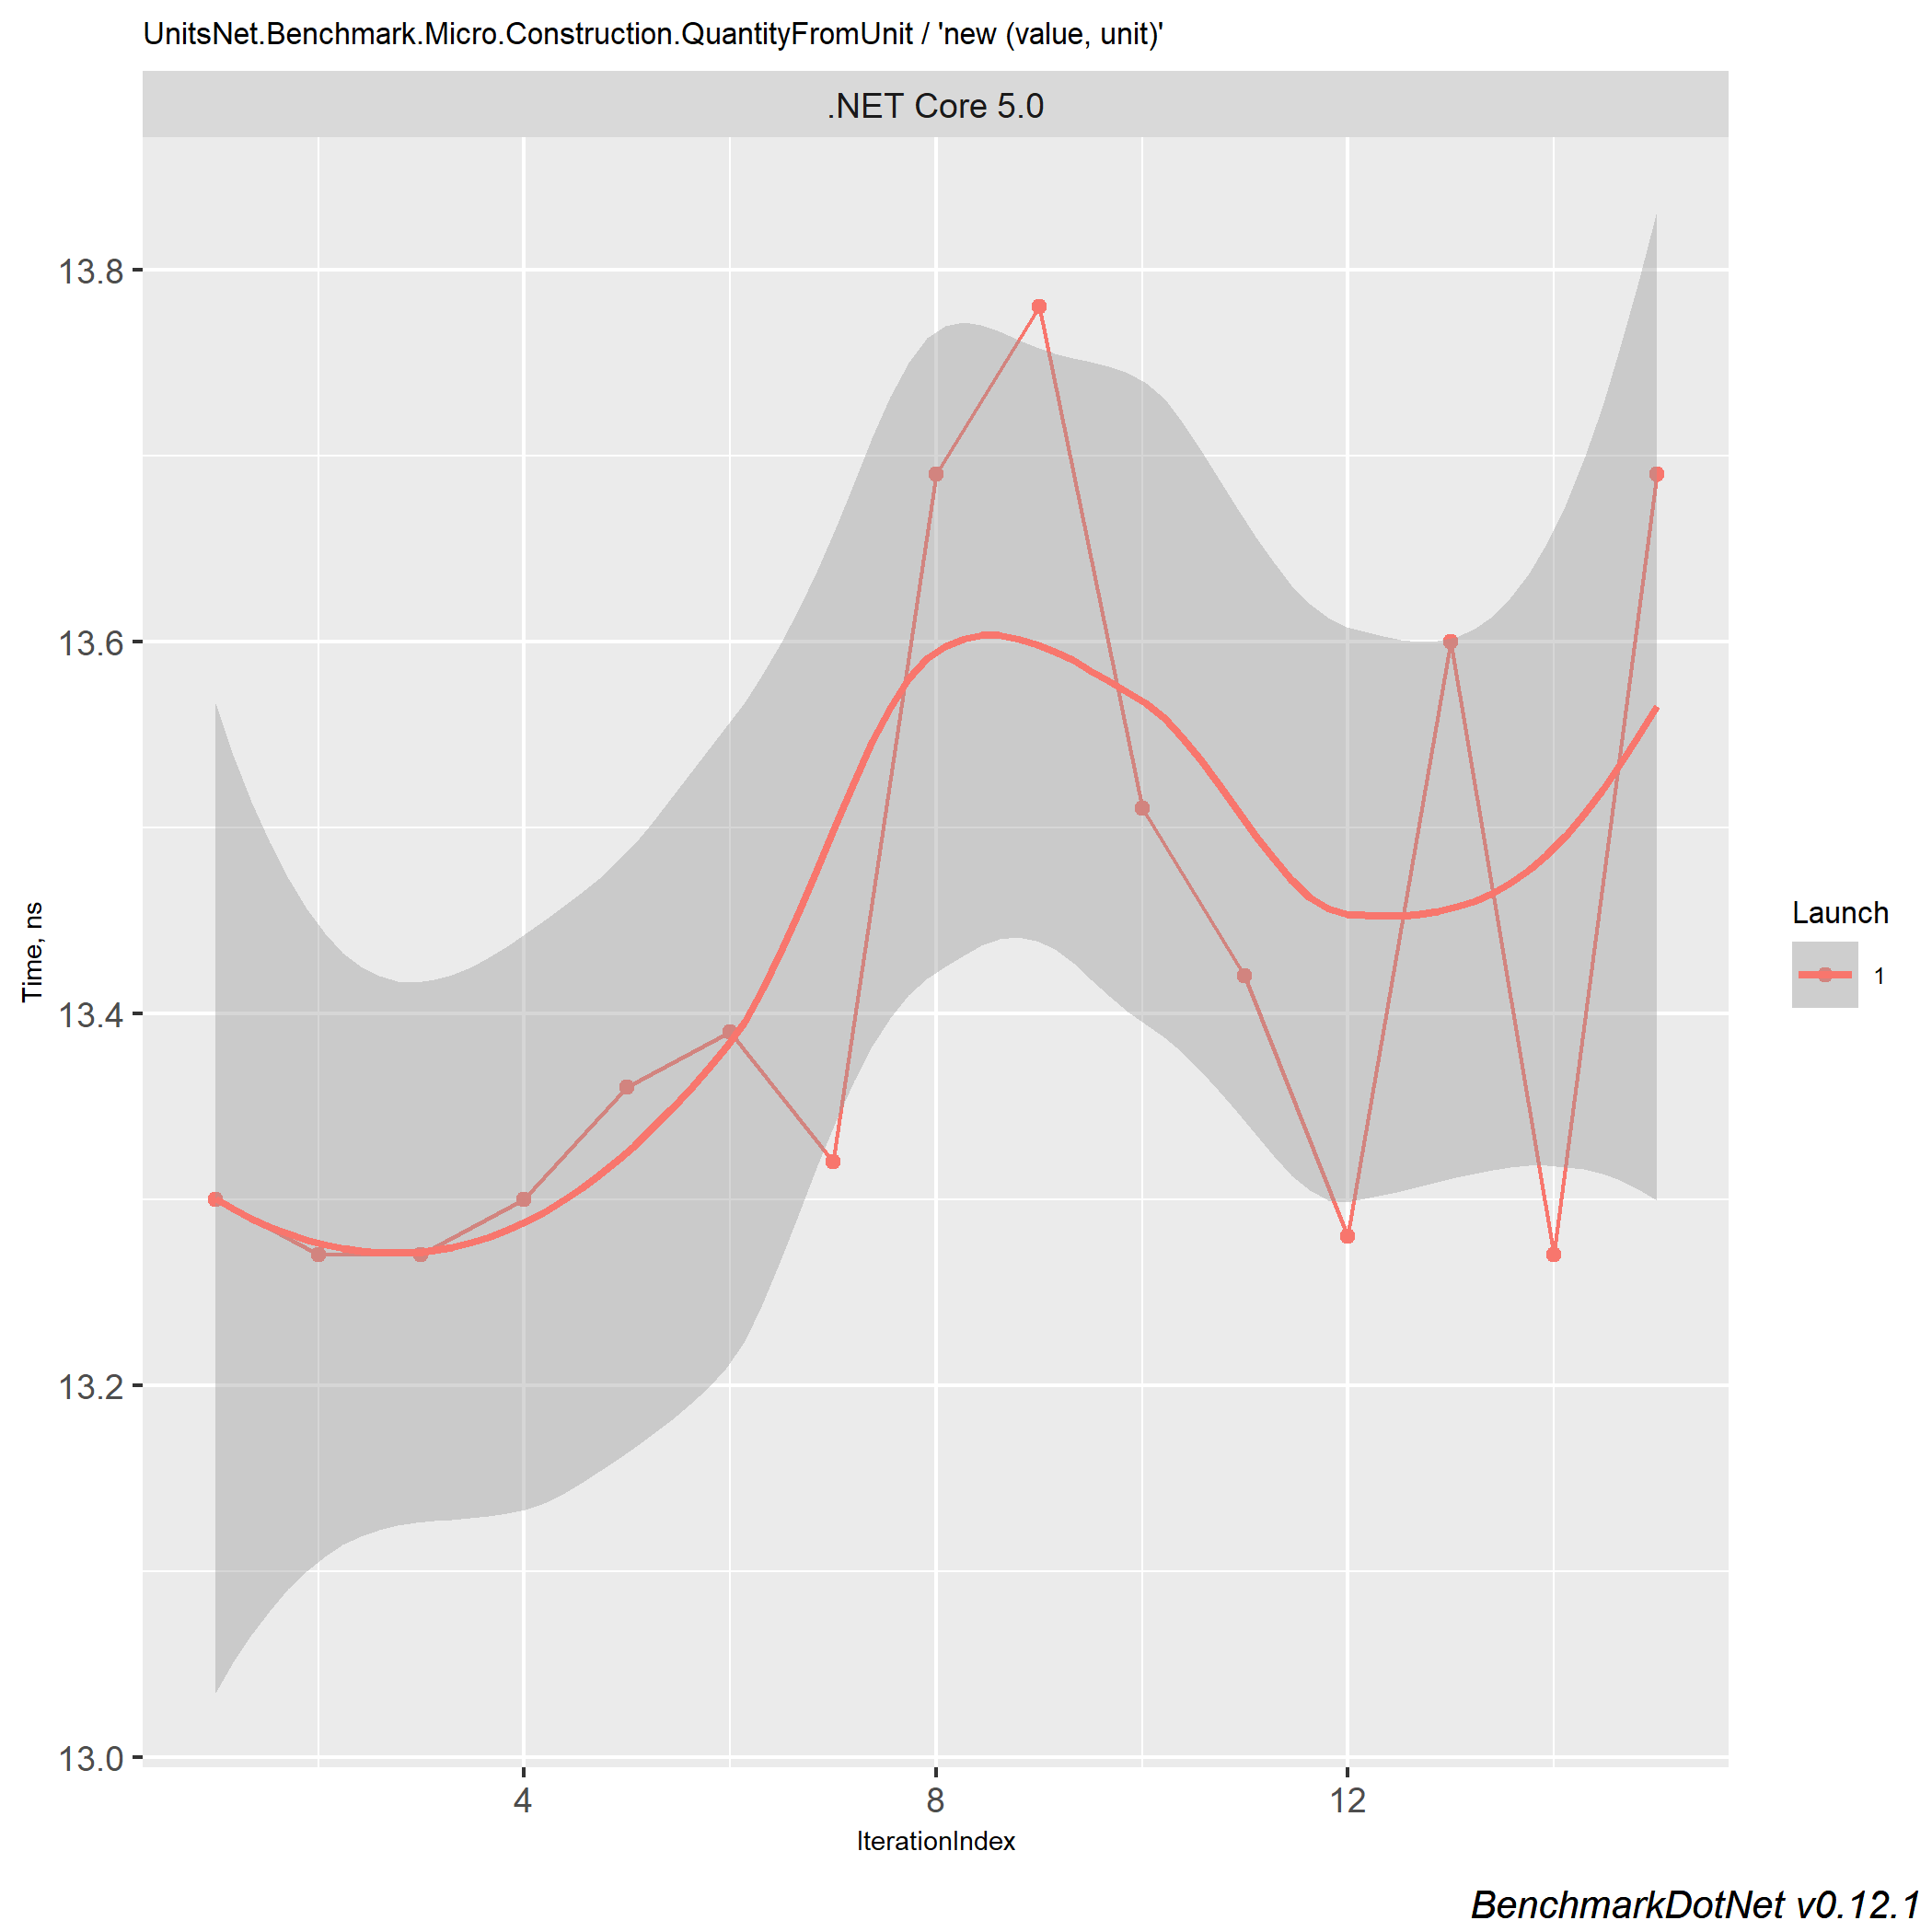 UnitsNet.Benchmark.Micro.Construction.QuantityFromUnit / 'new (value, unit)'
.NET Core 5.0
13.8
13.6
13.4
13.2
13.0
Time, ns
4
8
12
IterationIndex
Launch
1
BenchmarkDotNet v0.12.1